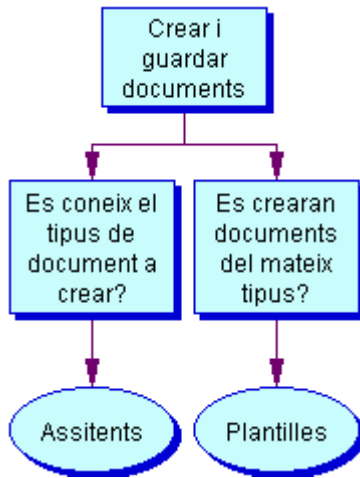 Crear i
guardar
documents
Es coneix el
tipus de
document a
crear?
Es crearan
documents
del mateix
tipus?
Assitents
Plantilles